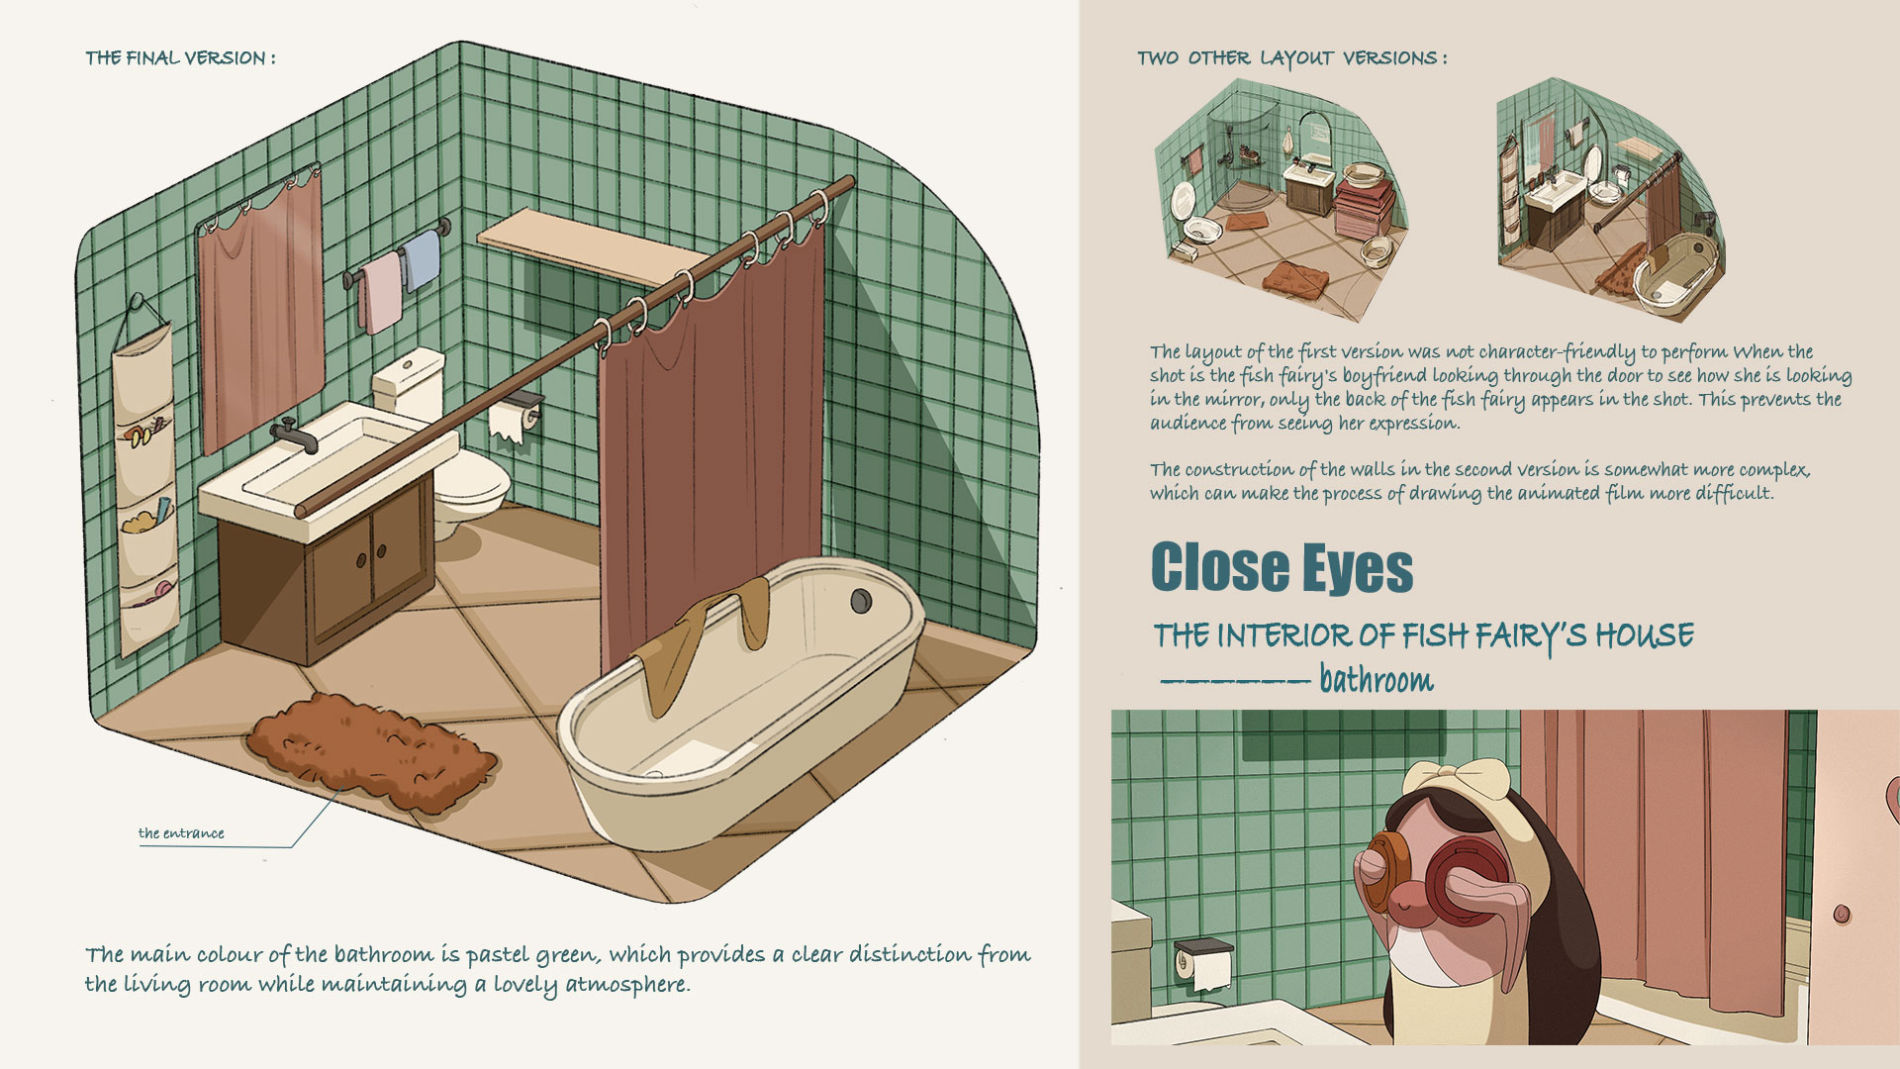 THE FINAL VERSION :
the entrance
The main colour of the bathroom is pastel green, which provides a clear distinction from
the living room while maintaining a lovely atmosphere.
TWO OTHER LAYOUT VERSIONS :
The layout of the first version was not character-friendly to perform When the
shot is the fish fairy's boyfriend looking through the door to see how she is looking
in the mirror, only the back of the fish fairy appears in the shot. This prevents the
audience from seeing her expression.
The construction of the walls in the second version is somewhat more complex,
which can make the process of drawing the animated film more difficult.
Close Eyes
THE INTERIOR OF FISH FAIRY'S HOUSE
—————— bathroom